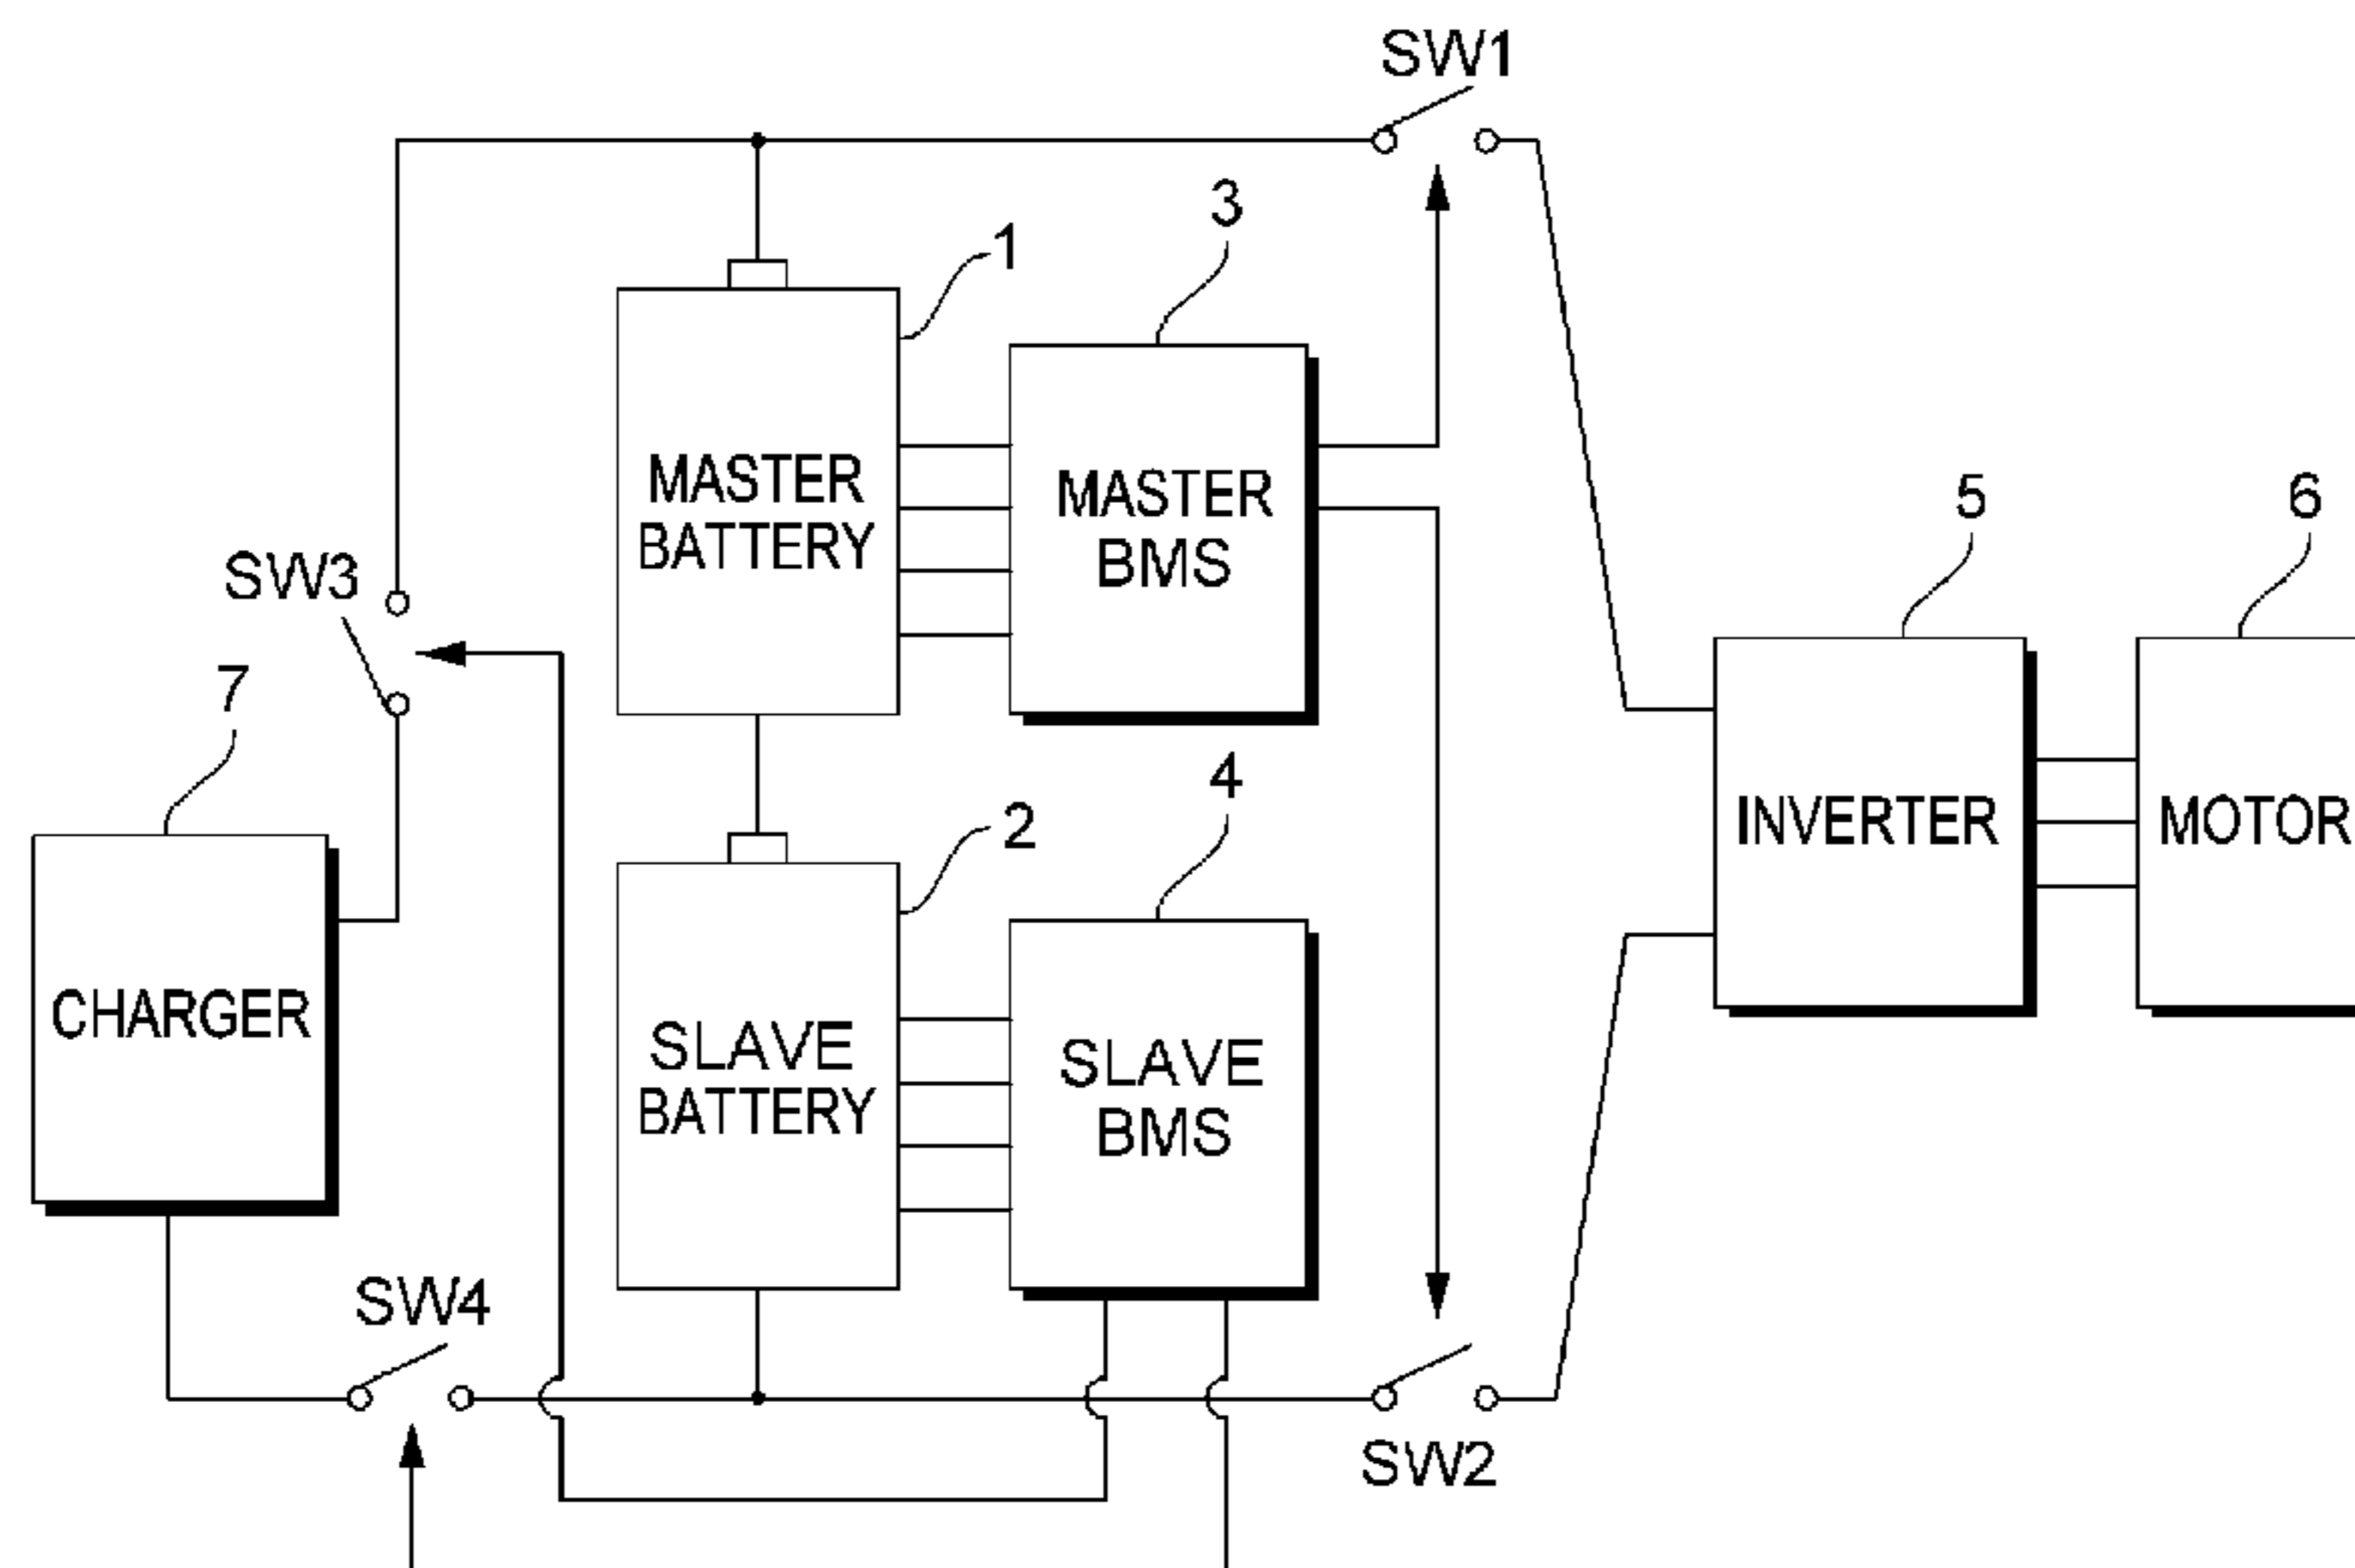 SW1
3
1
MASTER
BATTERY
MASTER
BMS
5
6
SW3
7
4
2
INVERTER
MOTOR
CHARGER
SLAVE
BATTERY
SLAVE
BMS
SW4
SW2